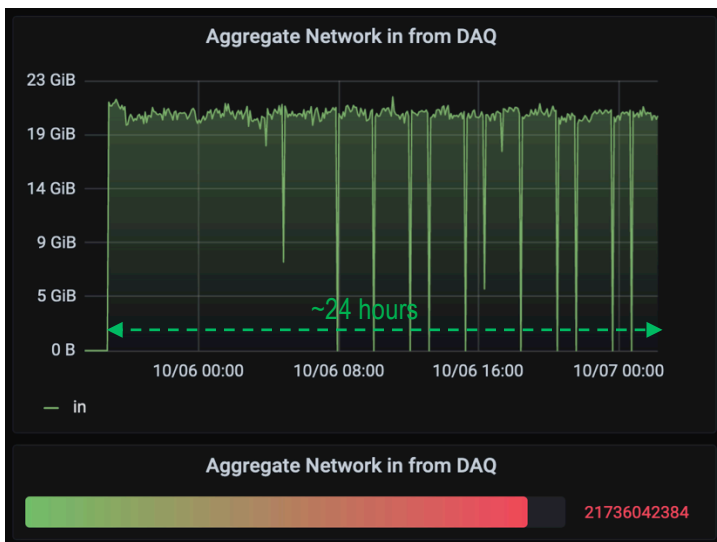 Aggregate Network in from DAQ
23 GiB
19 GiB
14 GiB
9 GiB
5 GiB
~24 hours
0 B
10/06 00:00 10/06 08:00 10/06 16:00 10/07 00:00
in
Aggregate Network in from DAQ
21736042384